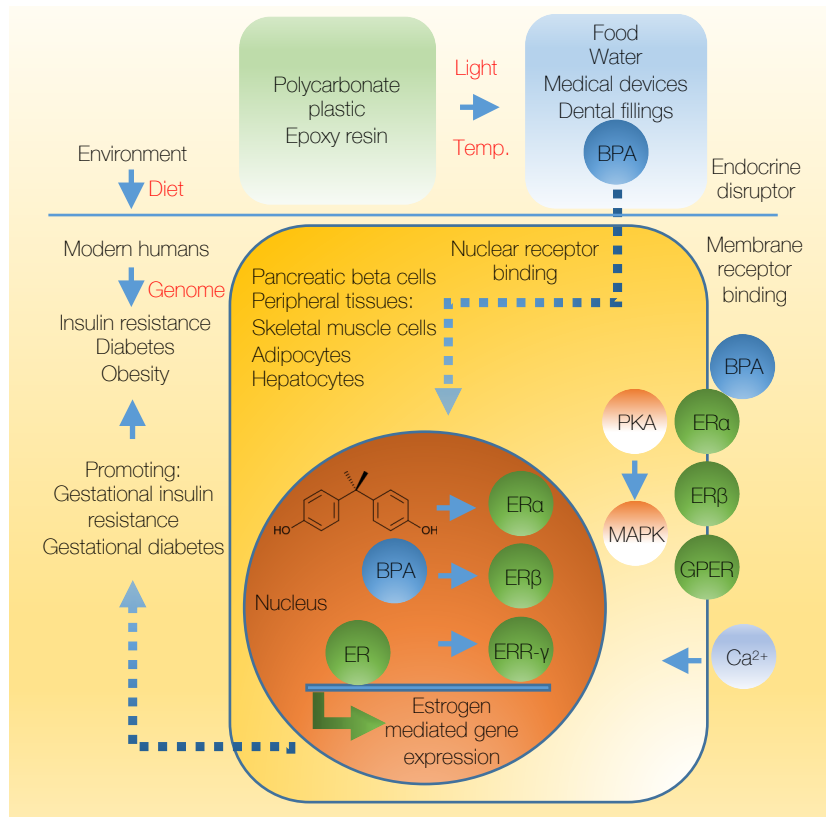 Polycarbonate
plastic
Epoxy resin
Light
Temp.
Food
Water
Medical devices
Dental fillings
BPA
Endocrine
disruptor
Environment
Diet
Modern humans
Genome
Insulin resistance
Diabetes
Obesity
Promoting:
Gestational insulin
resistance
Gestational diabetes
Pancreatic beta cells
Peripheral tissues:
Skeletal muscle cells
Adipocytes
Hepatocytes
Nuclear receptor
binding
Membrane
receptor
binding
BPA
PKA
ERα
ERβ
MAPK
GPER
Ca²⁺
HO
OH
ERα
BPA
ERβ
Nucleus
ER
ERR-γ
Estrogen
mediated gene
expression